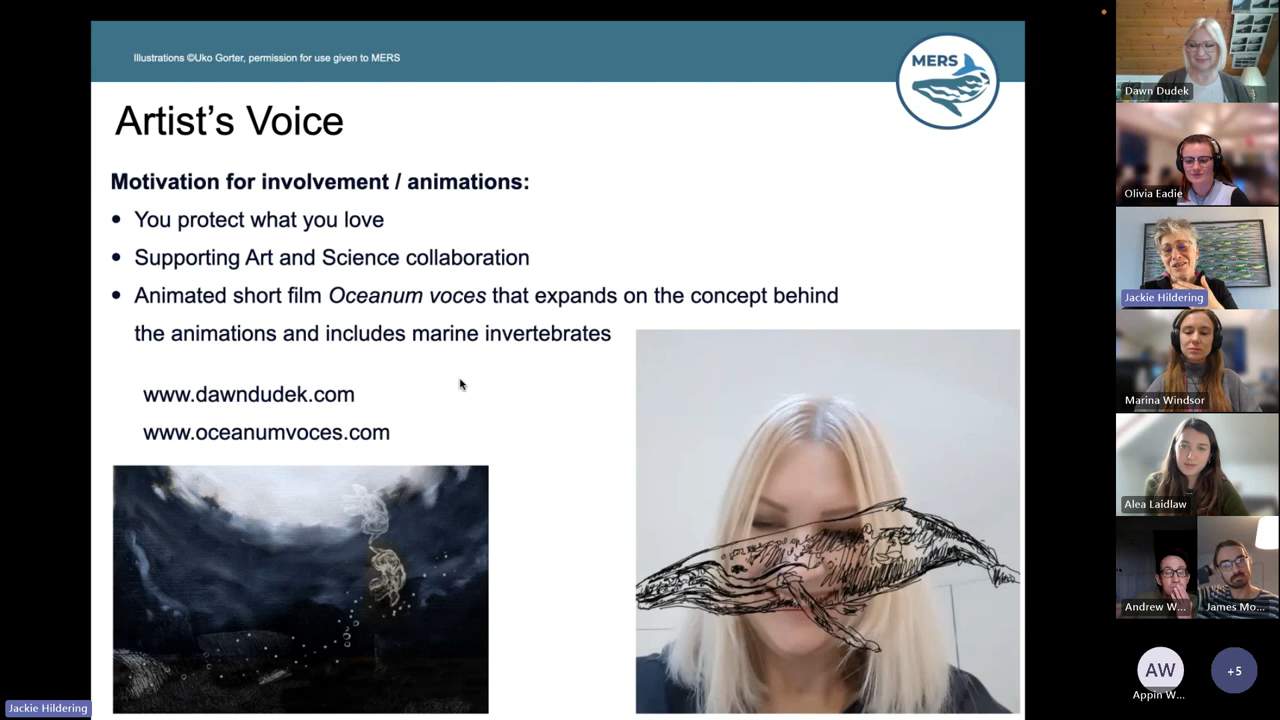 Illustrations ©Uko Gorter, permission for use given to MERS
MERS
Artist's Voice
Motivation for involvement / animations:
• You protect what you love
• Supporting Art and Science collaboration
• Animated short film Oceanum voces that expands on the concept behind
the animations and includes marine invertebrates
www.dawndudek.com
www.oceanumvoces.com
Jackie Hildering
Dawn Dudek
Olivia Eadie
Jackie Hildering
Marina Windsor
Alea Laidlaw
Andrew W...
James Mo...
AW
+5
Appin W...